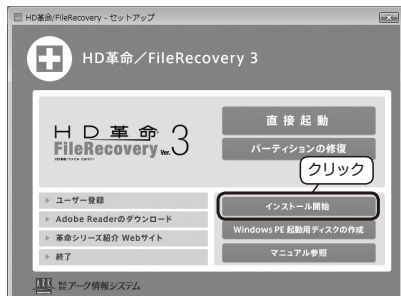 HD革命/FileRecovery - セットアップ
HD革命/FileRecovery 3
HD革命
FileRecovery Ver.3
直接起動
パーティションの修復
クリック
インストール開始
Windows PE 起動用ディスクの作成
マニュアル参照
ユーザー登録
Adobe Readerのダウンロード
革命シリーズ紹介 Webサイト
終了
アーク情報システム